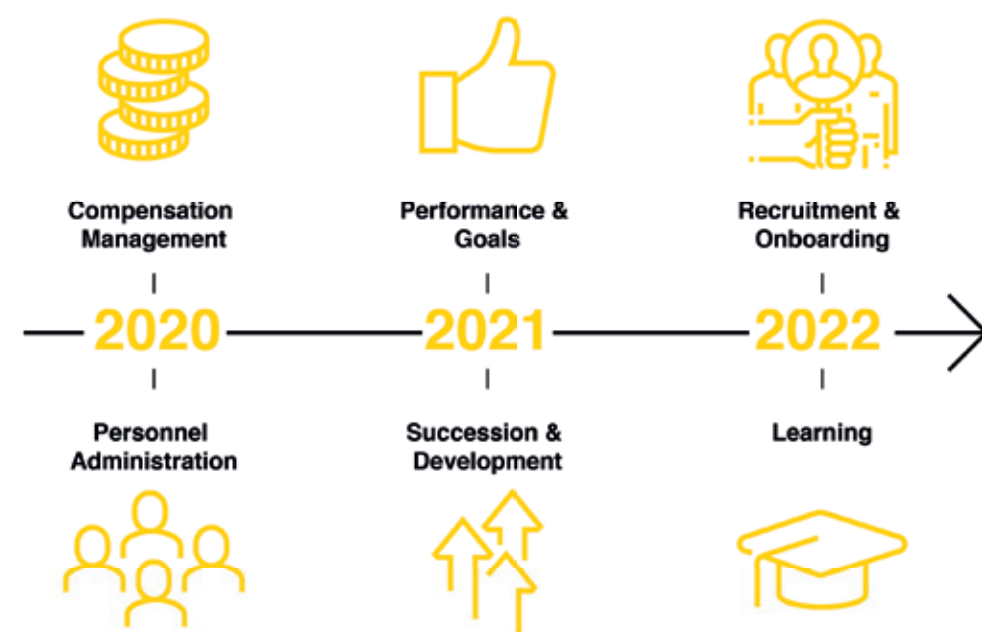 Compensation
Management
Performance &
Goals
Recruitment &
Onboarding
2020
2021
2022
Personnel
Administration
Succession &
Development
Learning